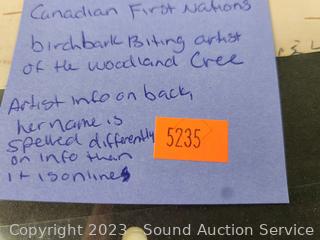 Canadian First Nations
birchbark Biting artist
of the woodland Cree
Artist info on back,
her name is
spelled differently
on info than
it is online
5235
Copyright 2023 - Sound Auction Service